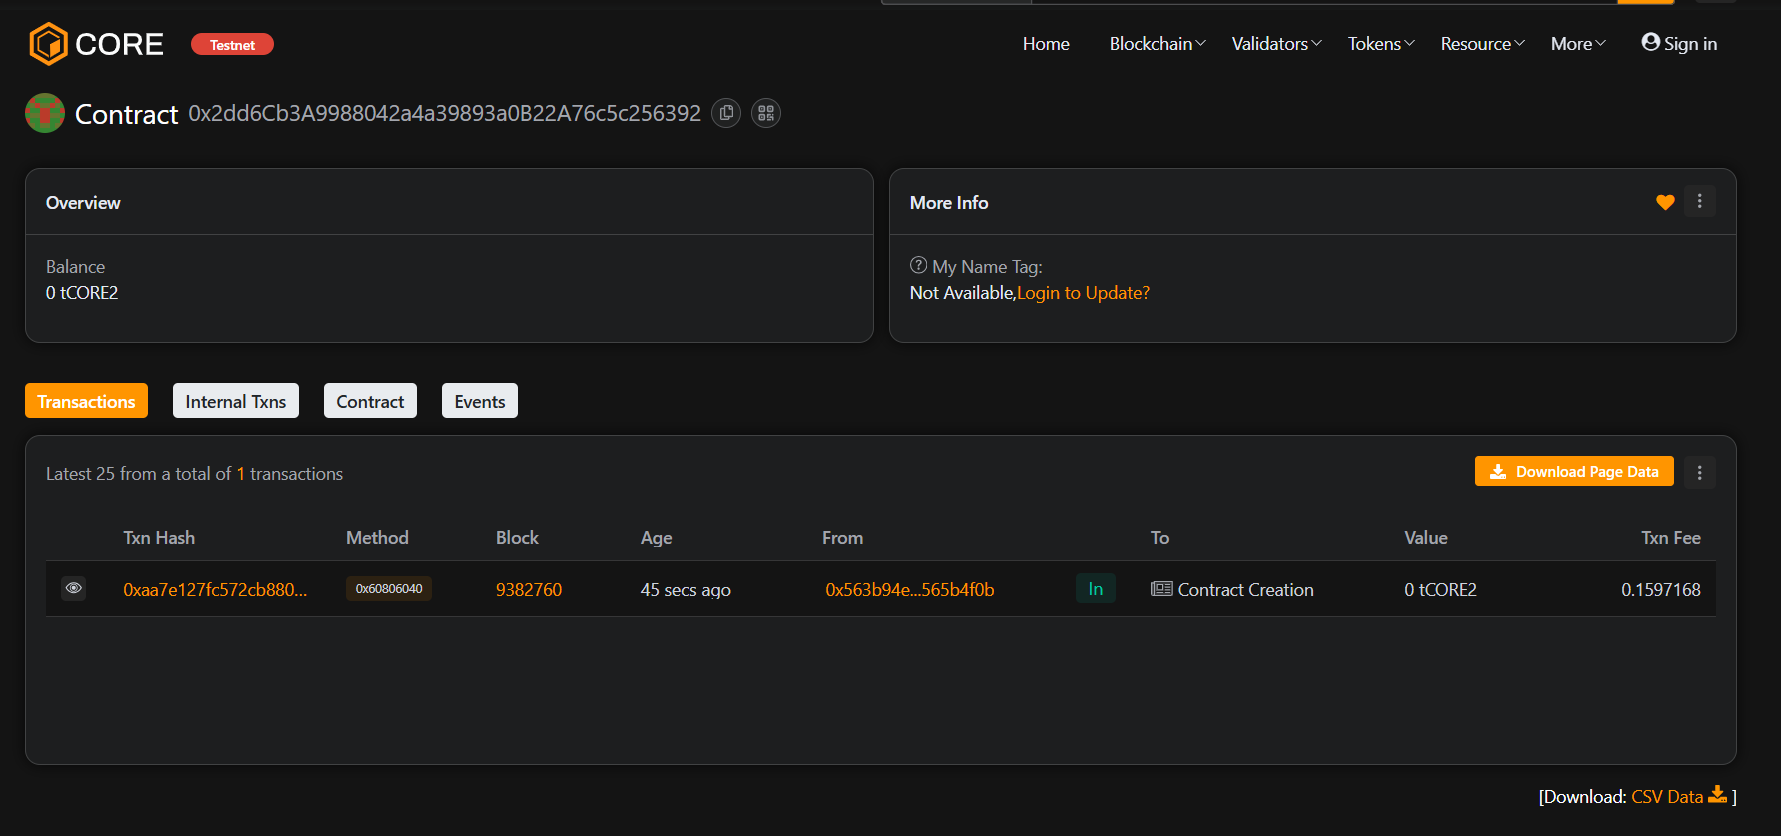 CORE Testnet Home Blockchain Validators Tokens Resource More Sign in
Contract 0x2dd6Cb3A9988042a4a39893a0B22A76c5c256392
Overview
Balance
0 tCORE2
More Info
My Name Tag:
Not Available,Login to Update?
Transactions Internal Txns Contract Events
Latest 25 from a total of 1 transactions
Download Page Data
Txn Hash Method Block Age From To Value Txn Fee
0xaa7e127fc572cb880... 0x60806040 9382760 45 secs ago 0x563b94e...565b4f0b In Contract Creation 0 tCORE2 0.1597168
[Download: CSV Data ]